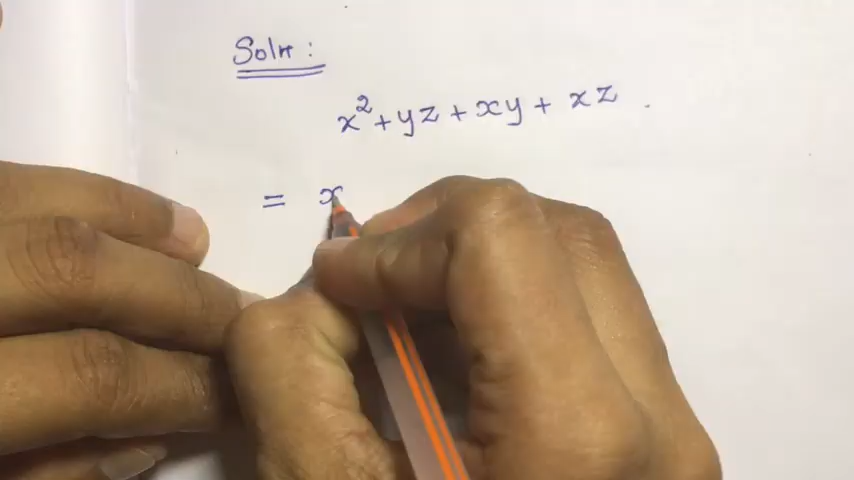 Soln :
x² + yz + xy + xz .
= x